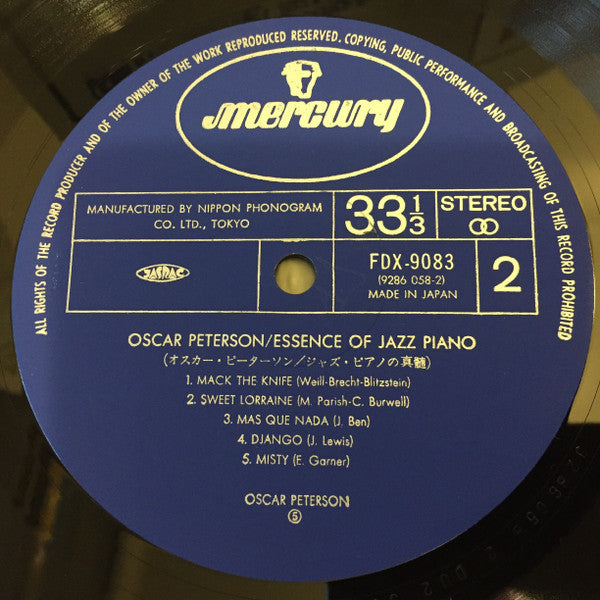 ALL RIGHTS OF THE RECORD PRODUCER AND OF THE OWNER OF THE WORK REPRODUCED RESERVED. COPYING, PUBLIC PERFORMANCE AND BROADCASTING OF THIS RECORD PROHIBITED
mercury
MANUFACTURED BY NIPPON PHONOGRAM
CO. LTD., TOKYO
33 1/3
STEREO
JASRAC
FDX-9083
(9286 058-2)
MADE IN JAPAN
2
OSCAR PETERSON/ESSENCE OF JAZZ PIANO
(オスカー・ピーターソン/ジャズ・ピアノの真髄)
1. MACK THE KNIFE (Weill-Brecht-Blitzstein)
2. SWEET LORRAINE (M. Parish-C. Burwell)
3. MAS QUE NADA (J. Ben)
4. DJANGO (J. Lewis)
5. MISTY (E. Garner)
OSCAR PETERSON
⑤